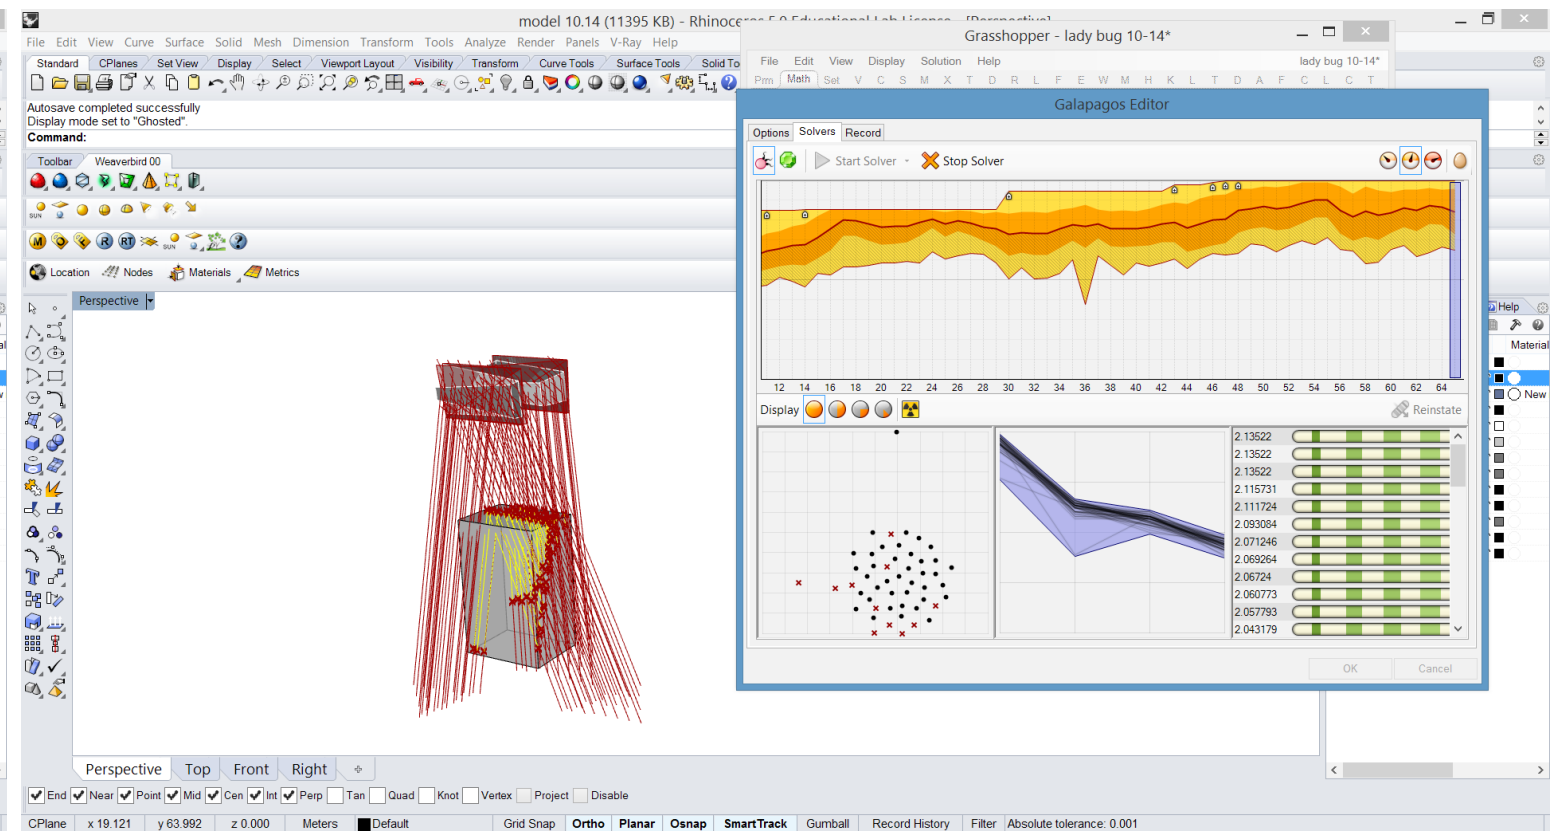 model 10.14 (11395 KB) - Rhinoceros 5.0 Educational Lab License - [Perspective]
File Edit View Curve Surface Solid Mesh Dimension Transform Tools Analyze Render Panels V-Ray Help
Standard CPlanes Set View Display Select Viewport Layout Visibility Transform Curve Tools Surface Tools Solid To
Autosave completed successfully
Display mode set to "Ghosted".
Command:
Toolbar Weaverbird 00
SUN
M R RT SUN
Location Nodes Materials Metrics
Perspective
Grasshopper - lady bug 10-14*
File Edit View Display Solution Help lady bug 10-14*
Prm Math Set V C S M X T D R L F E W M H K L T D A F C L C T
Galapagos Editor
Options Solvers Record
Start Solver Stop Solver
12 14 16 18 20 22 24 26 28 30 32 34 36 38 40 42 44 46 48 50 52 54 56 58 60 62 64
Display Reinstate
2.13522
2.13522
2.13522
2.115731
2.111724
2.093084
2.071246
2.069264
2.06724
2.060773
2.057793
2.043179
OK Cancel
Help
Material
New
Perspective Top Front Right
End Near Point Mid Cen Int Perp Tan Quad Knot Vertex Project Disable
CPlane x 19.121 y 63.992 z 0.000 Meters Default Grid Snap Ortho Planar Osnap SmartTrack Gumball Record History Filter Absolute tolerance: 0.001